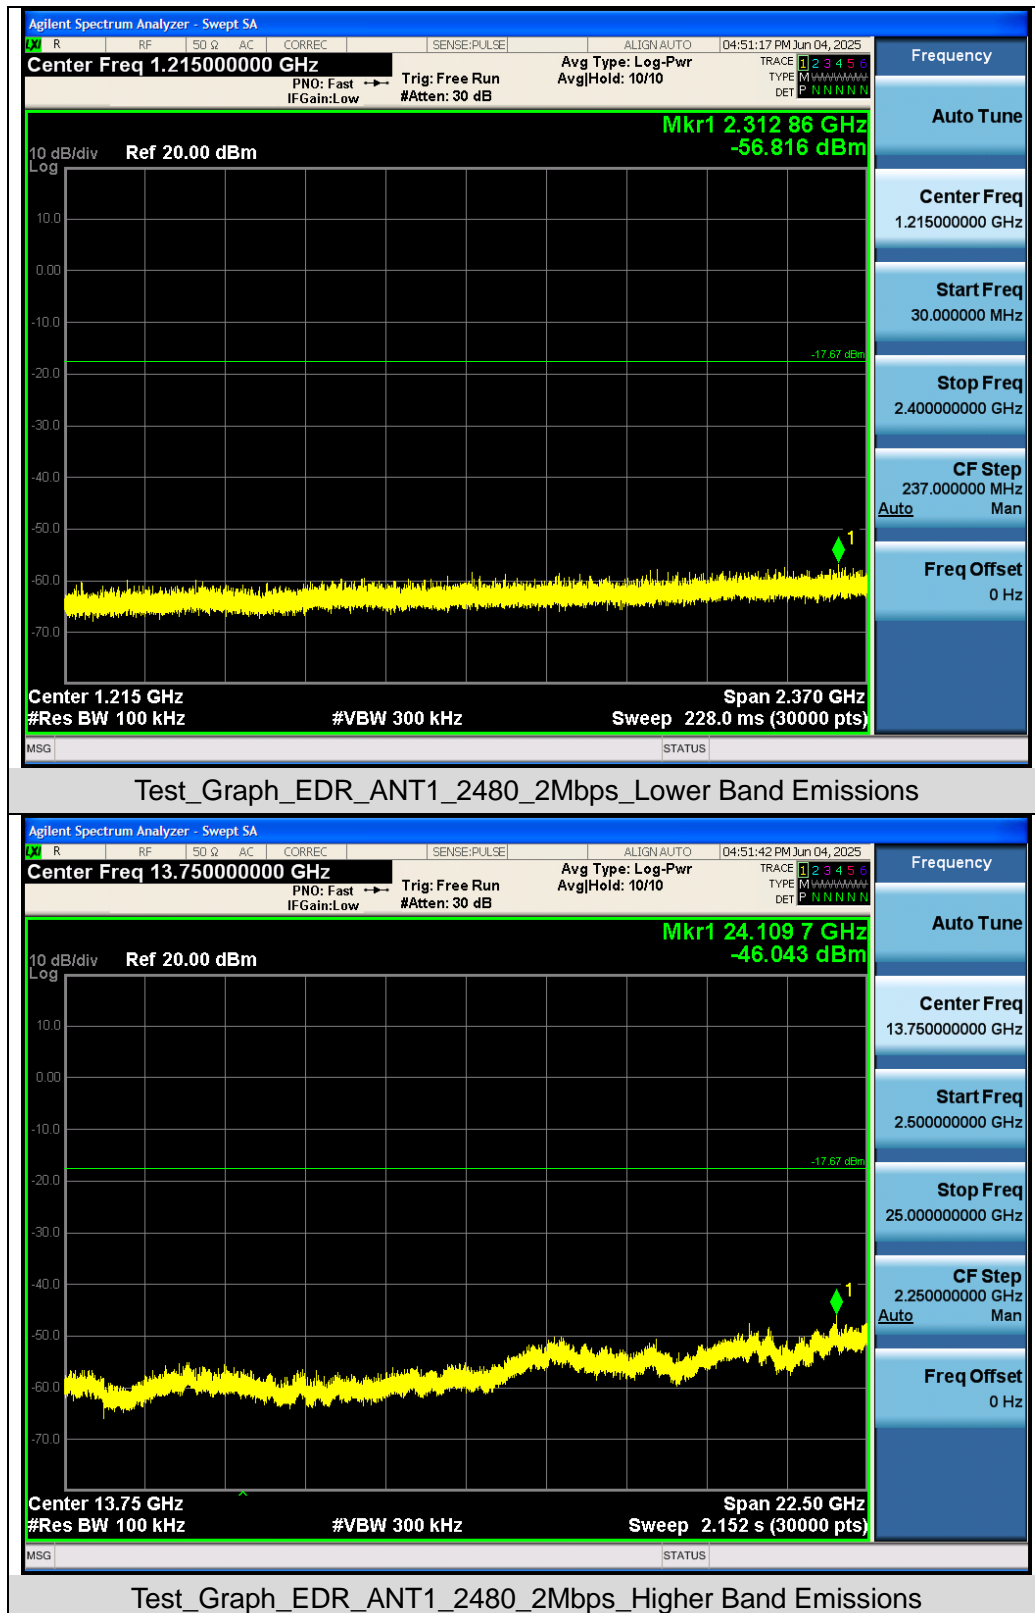 Agilent Spectrum Analyzer - Swept SA
LXI R RF 50 Ω AC CORREC SENSE:PULSE ALIGN AUTO 04:51:17 PM Jun 04, 2025
Center Freq 1.215000000 GHz
PNO: Fast
IFGain:Low
Trig: Free Run
#Atten: 30 dB
Avg Type: Log-Pwr
Avg|Hold: 10/10
TRACE 1 2 3 4 5 6
TYPE M WWWWW
DET P N N N N N
Mkr1 2.312 86 GHz
-56.816 dBm
10 dB/div Ref 20.00 dBm
Log
10.0
0.00
-10.0
-17.67 dBm
-20.0
-30.0
-40.0
-50.0
1
-60.0
-70.0
Center 1.215 GHz Span 2.370 GHz
#Res BW 100 kHz #VBW 300 kHz Sweep 228.0 ms (30000 pts)
MSG STATUS
Frequency
Auto Tune
Center Freq
1.215000000 GHz
Start Freq
30.000000 MHz
Stop Freq
2.400000000 GHz
CF Step
237.000000 MHz
Auto Man
Freq Offset
0 Hz
Test_Graph_EDR_ANT1_2480_2Mbps_Lower Band Emissions
Agilent Spectrum Analyzer - Swept SA
LXI R RF 50 Ω AC CORREC SENSE:PULSE ALIGN AUTO 04:51:42 PM Jun 04, 2025
Center Freq 13.750000000 GHz
PNO: Fast
IFGain:Low
Trig: Free Run
#Atten: 30 dB
Avg Type: Log-Pwr
Avg|Hold: 10/10
TRACE 1 2 3 4 5 6
TYPE M WWWWW
DET P N N N N N
Mkr1 24.109 7 GHz
-46.043 dBm
10 dB/div Ref 20.00 dBm
Log
10.0
0.00
-10.0
-17.67 dBm
-20.0
-30.0
-40.0
1
-50.0
-60.0
-70.0
Center 13.75 GHz Span 22.50 GHz
#Res BW 100 kHz #VBW 300 kHz Sweep 2.152 s (30000 pts)
MSG STATUS
Frequency
Auto Tune
Center Freq
13.750000000 GHz
Start Freq
2.500000000 GHz
Stop Freq
25.000000000 GHz
CF Step
2.250000000 GHz
Auto Man
Freq Offset
0 Hz
Test_Graph_EDR_ANT1_2480_2Mbps_Higher Band Emissions